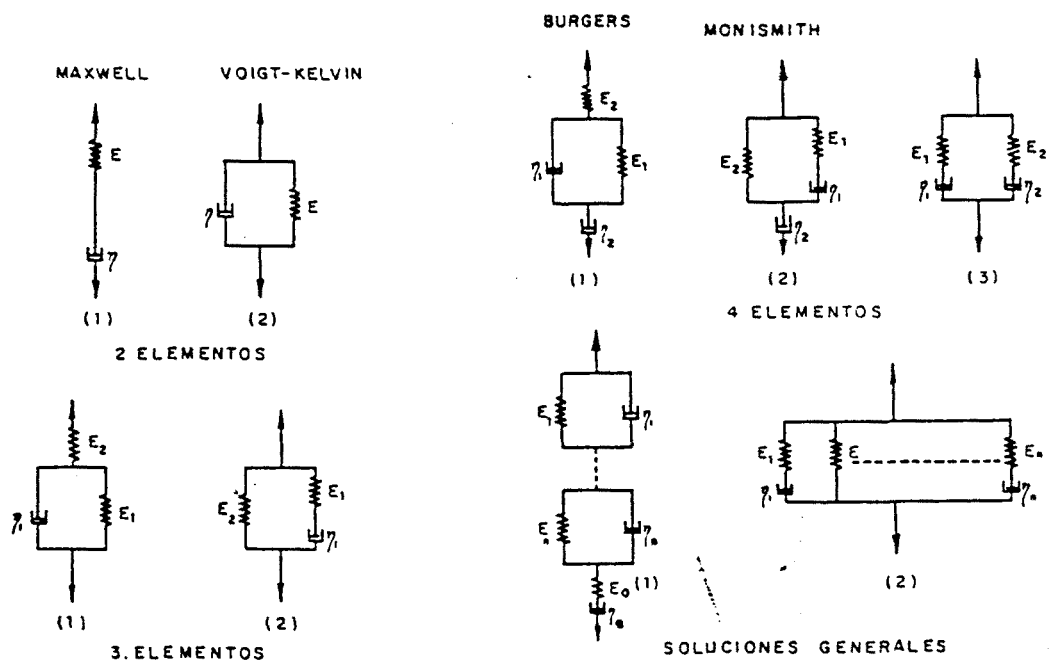 MAXWELL
VOIGT-KELVIN
E
η
(1)
η
E
(2)
2 ELEMENTOS
BURGERS
MONISMITH
E₂
η₁
E₁
η₂
(1)
E₂
E₁
η₁
η₂
(2)
E₁
η₁
E₂
η₂
(3)
4 ELEMENTOS
E₂
η₁
E₁
(1)
E₂
E₁
η₁
(2)
3. ELEMENTOS
E₁
η₁
Eₙ
ηₙ
E₀
(1)
E₁
η₁
E
Eₙ
ηₙ
(2)
SOLUCIONES GENERALES